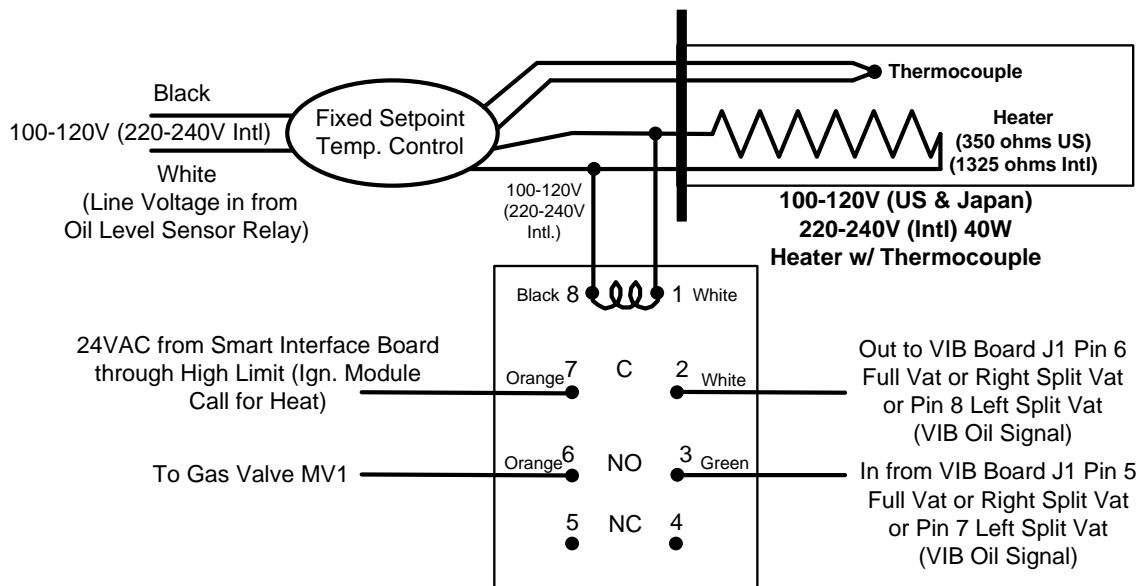 Black
100-120V (220-240V Intl)
White
(Line Voltage in from
Oil Level Sensor Relay)
Fixed Setpoint
Temp. Control
Thermocouple
Heater
(350 ohms US)
(1325 ohms Intl)
100-120V
(220-240V
Intl.)
100-120V (US & Japan)
220-240V (Intl) 40W
Heater w/ Thermocouple
Black 8 1 White
24VAC from Smart Interface Board
through High Limit (Ign. Module
Call for Heat)
Orange 7 C 2 White
Out to VIB Board J1 Pin 6
Full Vat or Right Split Vat
or Pin 8 Left Split Vat
(VIB Oil Signal)
To Gas Valve MV1
Orange 6 NO 3 Green
In from VIB Board J1 Pin 5
Full Vat or Right Split Vat
or Pin 7 Left Split Vat
(VIB Oil Signal)
5 NC 4